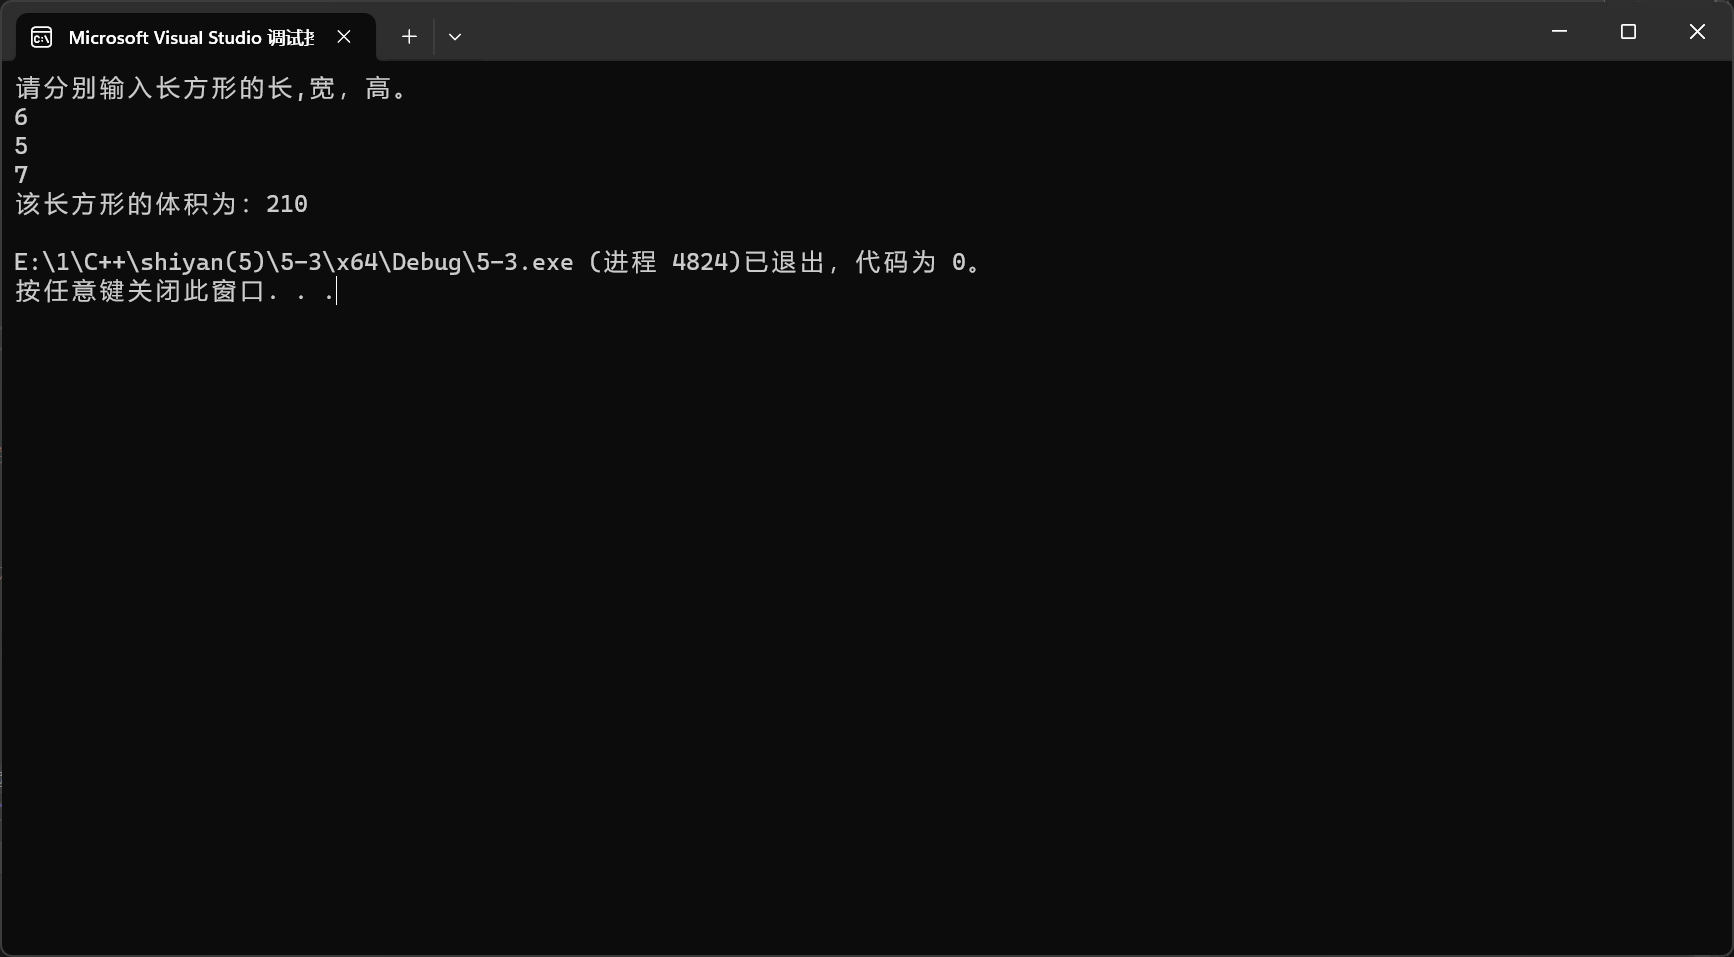 Microsoft Visual Studio 调试
请分别输入长方形的长,宽，高。
6
5
7
该长方形的体积为：210
E:\1\C++\shiyan(5)\5-3\x64\Debug\5-3.exe (进程 4824)已退出，代码为 0。
按任意键关闭此窗口. . .